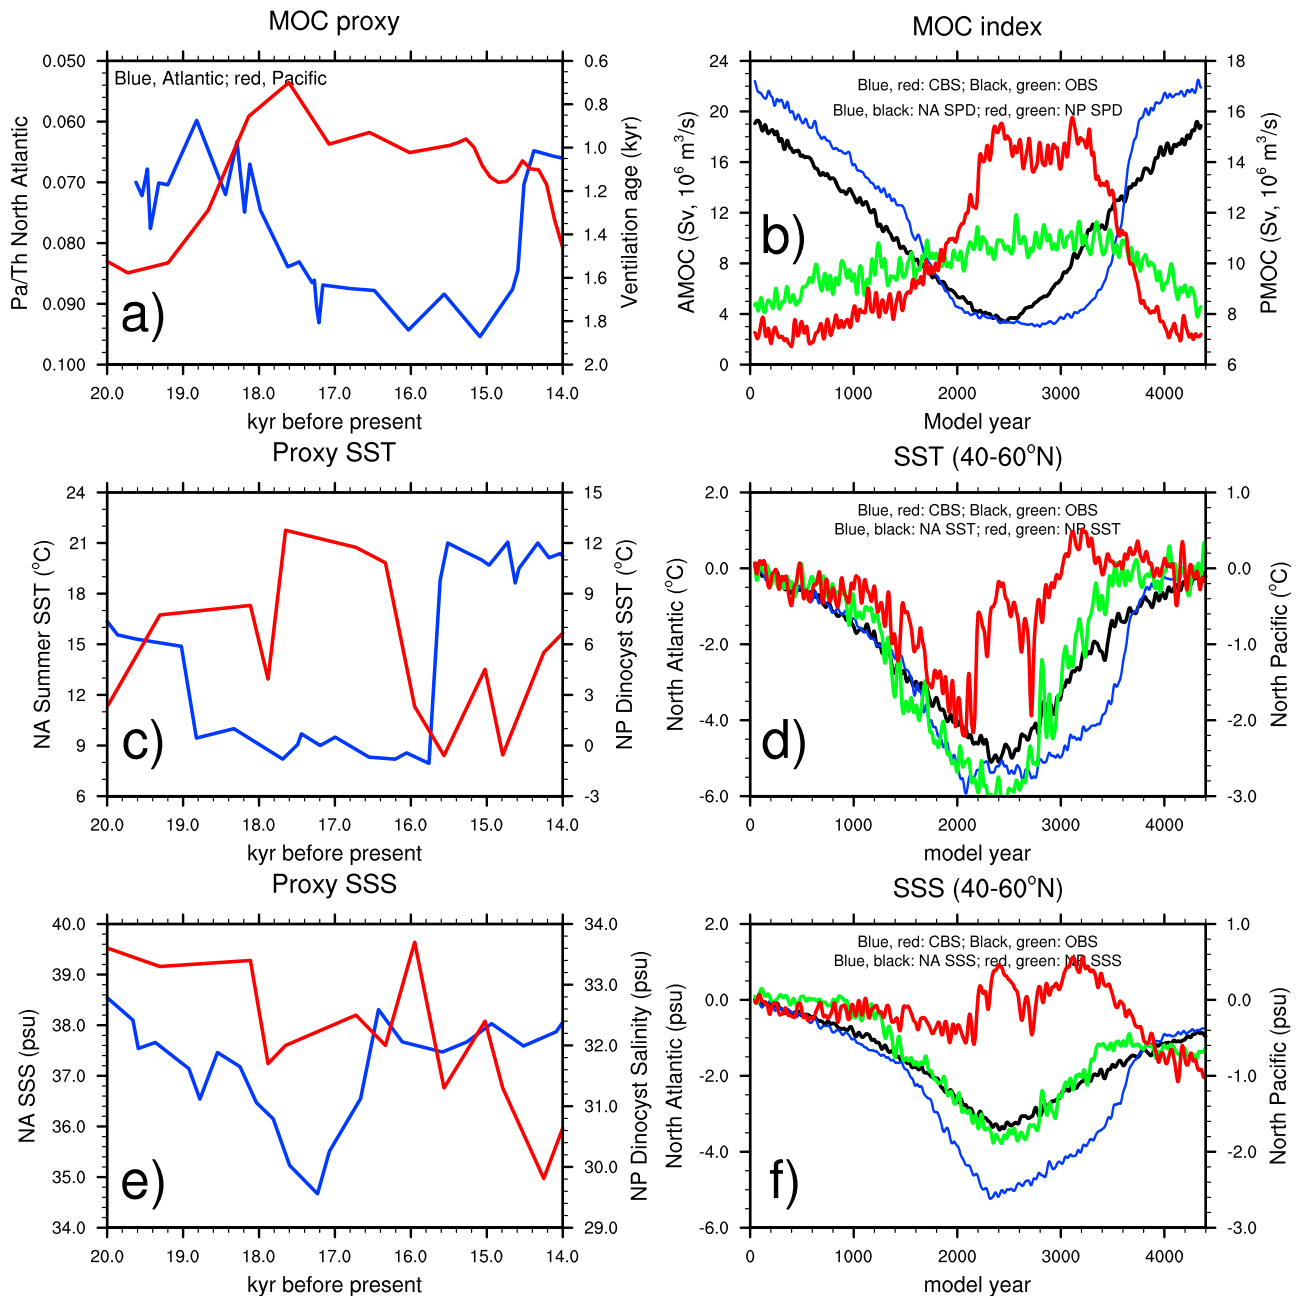 MOC proxy
Blue, Atlantic; red, Pacific
0.050
0.060
0.070
0.080
0.090
0.100
Pa/Th North Atlantic
0.6
0.8
1.0
1.2
1.4
1.6
1.8
2.0
Ventilation age (kyr)
a)
20.0 19.0 18.0 17.0 16.0 15.0 14.0
kyr before present
MOC index
Blue, red: CBS; Black, green: OBS
Blue, black: NA SPD; red, green: NP SPD
24
20
16
12
8
4
0
AMOC (Sv, 10⁶ m³/s)
18
16
14
12
10
8
6
PMOC (Sv, 10⁶ m³/s)
b)
0 1000 2000 3000 4000
Model year
Proxy SST
24
21
18
15
12
9
6
NA Summer SST (°C)
15
12
9
6
3
0
-3
NP Dinocyst SST (°C)
c)
20.0 19.0 18.0 17.0 16.0 15.0 14.0
kyr before present
SST (40-60°N)
Blue, red: CBS; Black, green: OBS
Blue, black: NA SST; red, green: NP SST
2.0
0.0
-2.0
-4.0
-6.0
North Atlantic (°C)
1.0
0.0
-1.0
-2.0
-3.0
North Pacific (°C)
d)
0 1000 2000 3000 4000
model year
Proxy SSS
40.0
39.0
38.0
37.0
36.0
35.0
34.0
NA SSS (psu)
34.0
33.0
32.0
31.0
30.0
29.0
NP Dinocyst Salinity (psu)
e)
20.0 19.0 18.0 17.0 16.0 15.0 14.0
kyr before present
SSS (40-60°N)
Blue, red: CBS; Black, green: OBS
Blue, black: NA SSS; red, green: NP SSS
2.0
0.0
-2.0
-4.0
-6.0
North Atlantic (psu)
1.0
0.0
-1.0
-2.0
-3.0
North Pacific (psu)
f)
0 1000 2000 3000 4000
model year